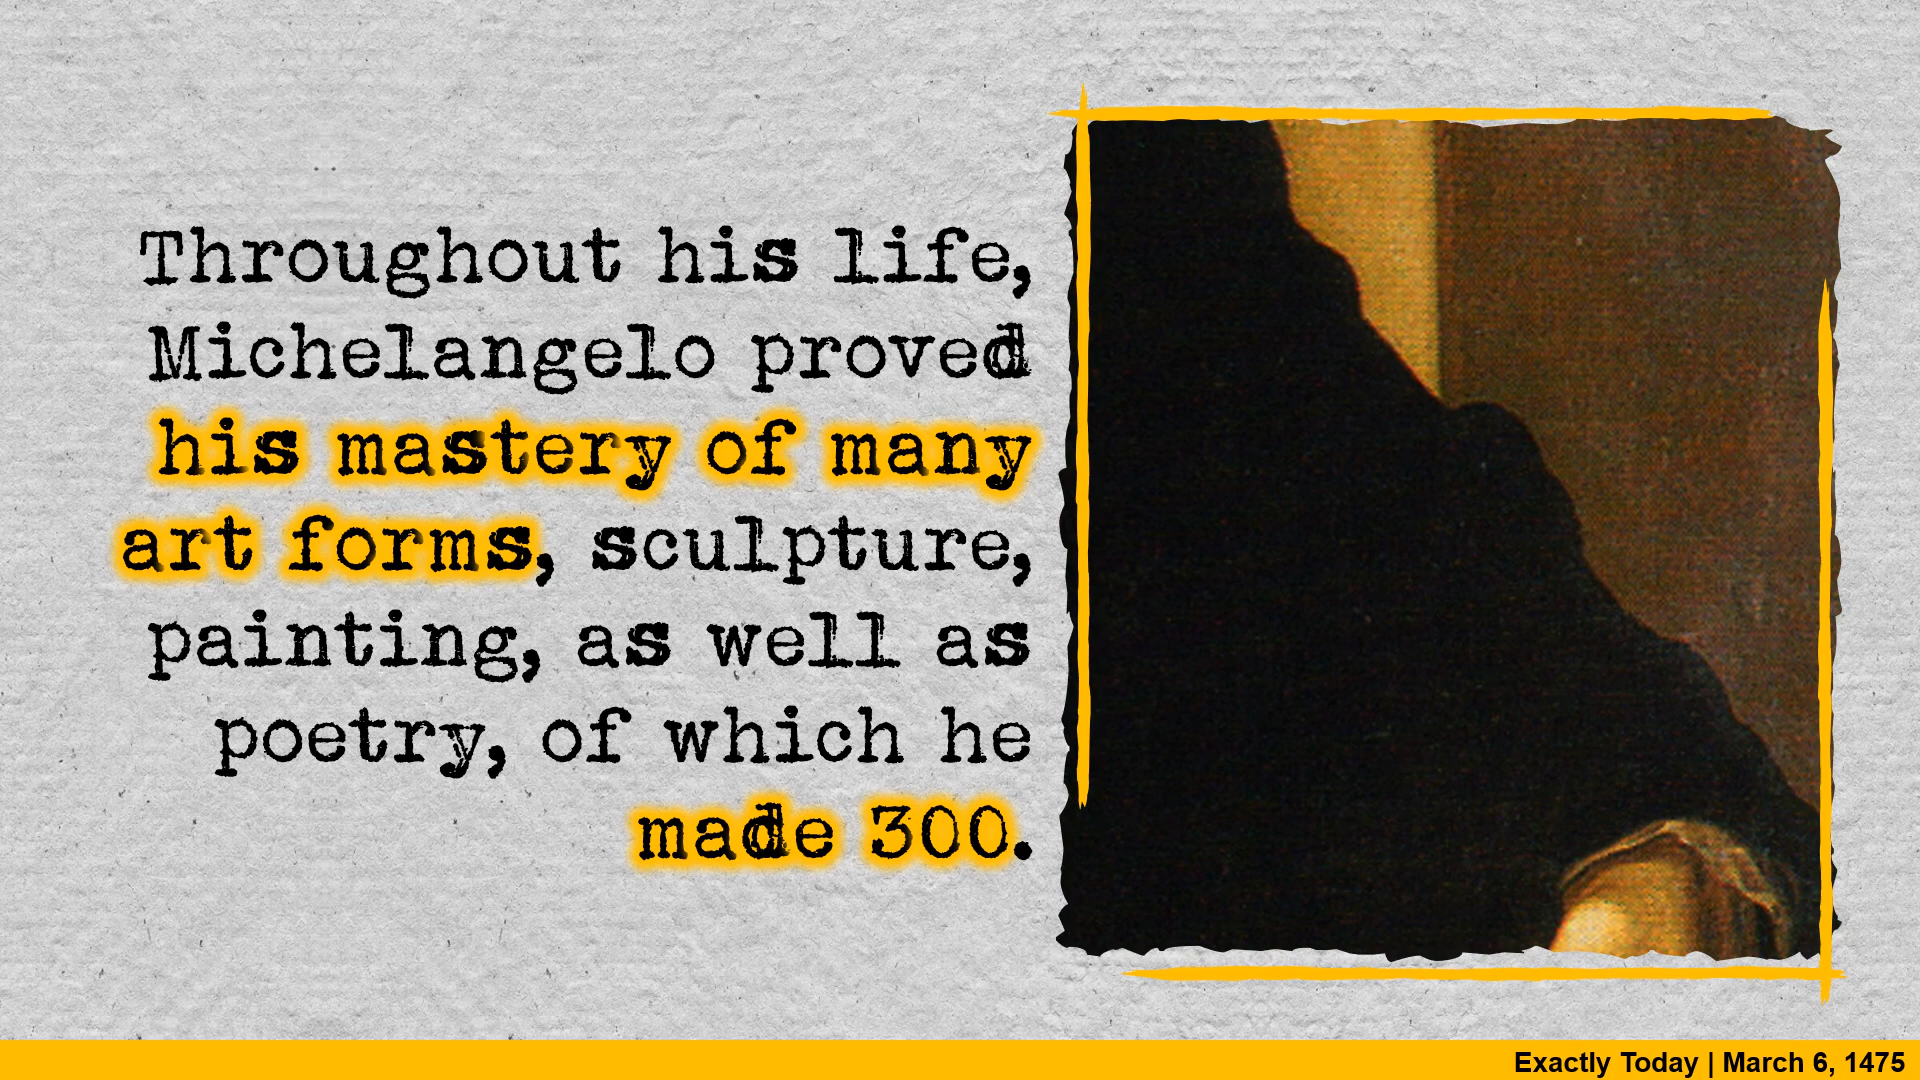 Throughout his life,
Michelangelo proved
his mastery of many
art forms, sculpture,
painting, as well as
poetry, of which he
made 300.
Exactly Today | March 6, 1475